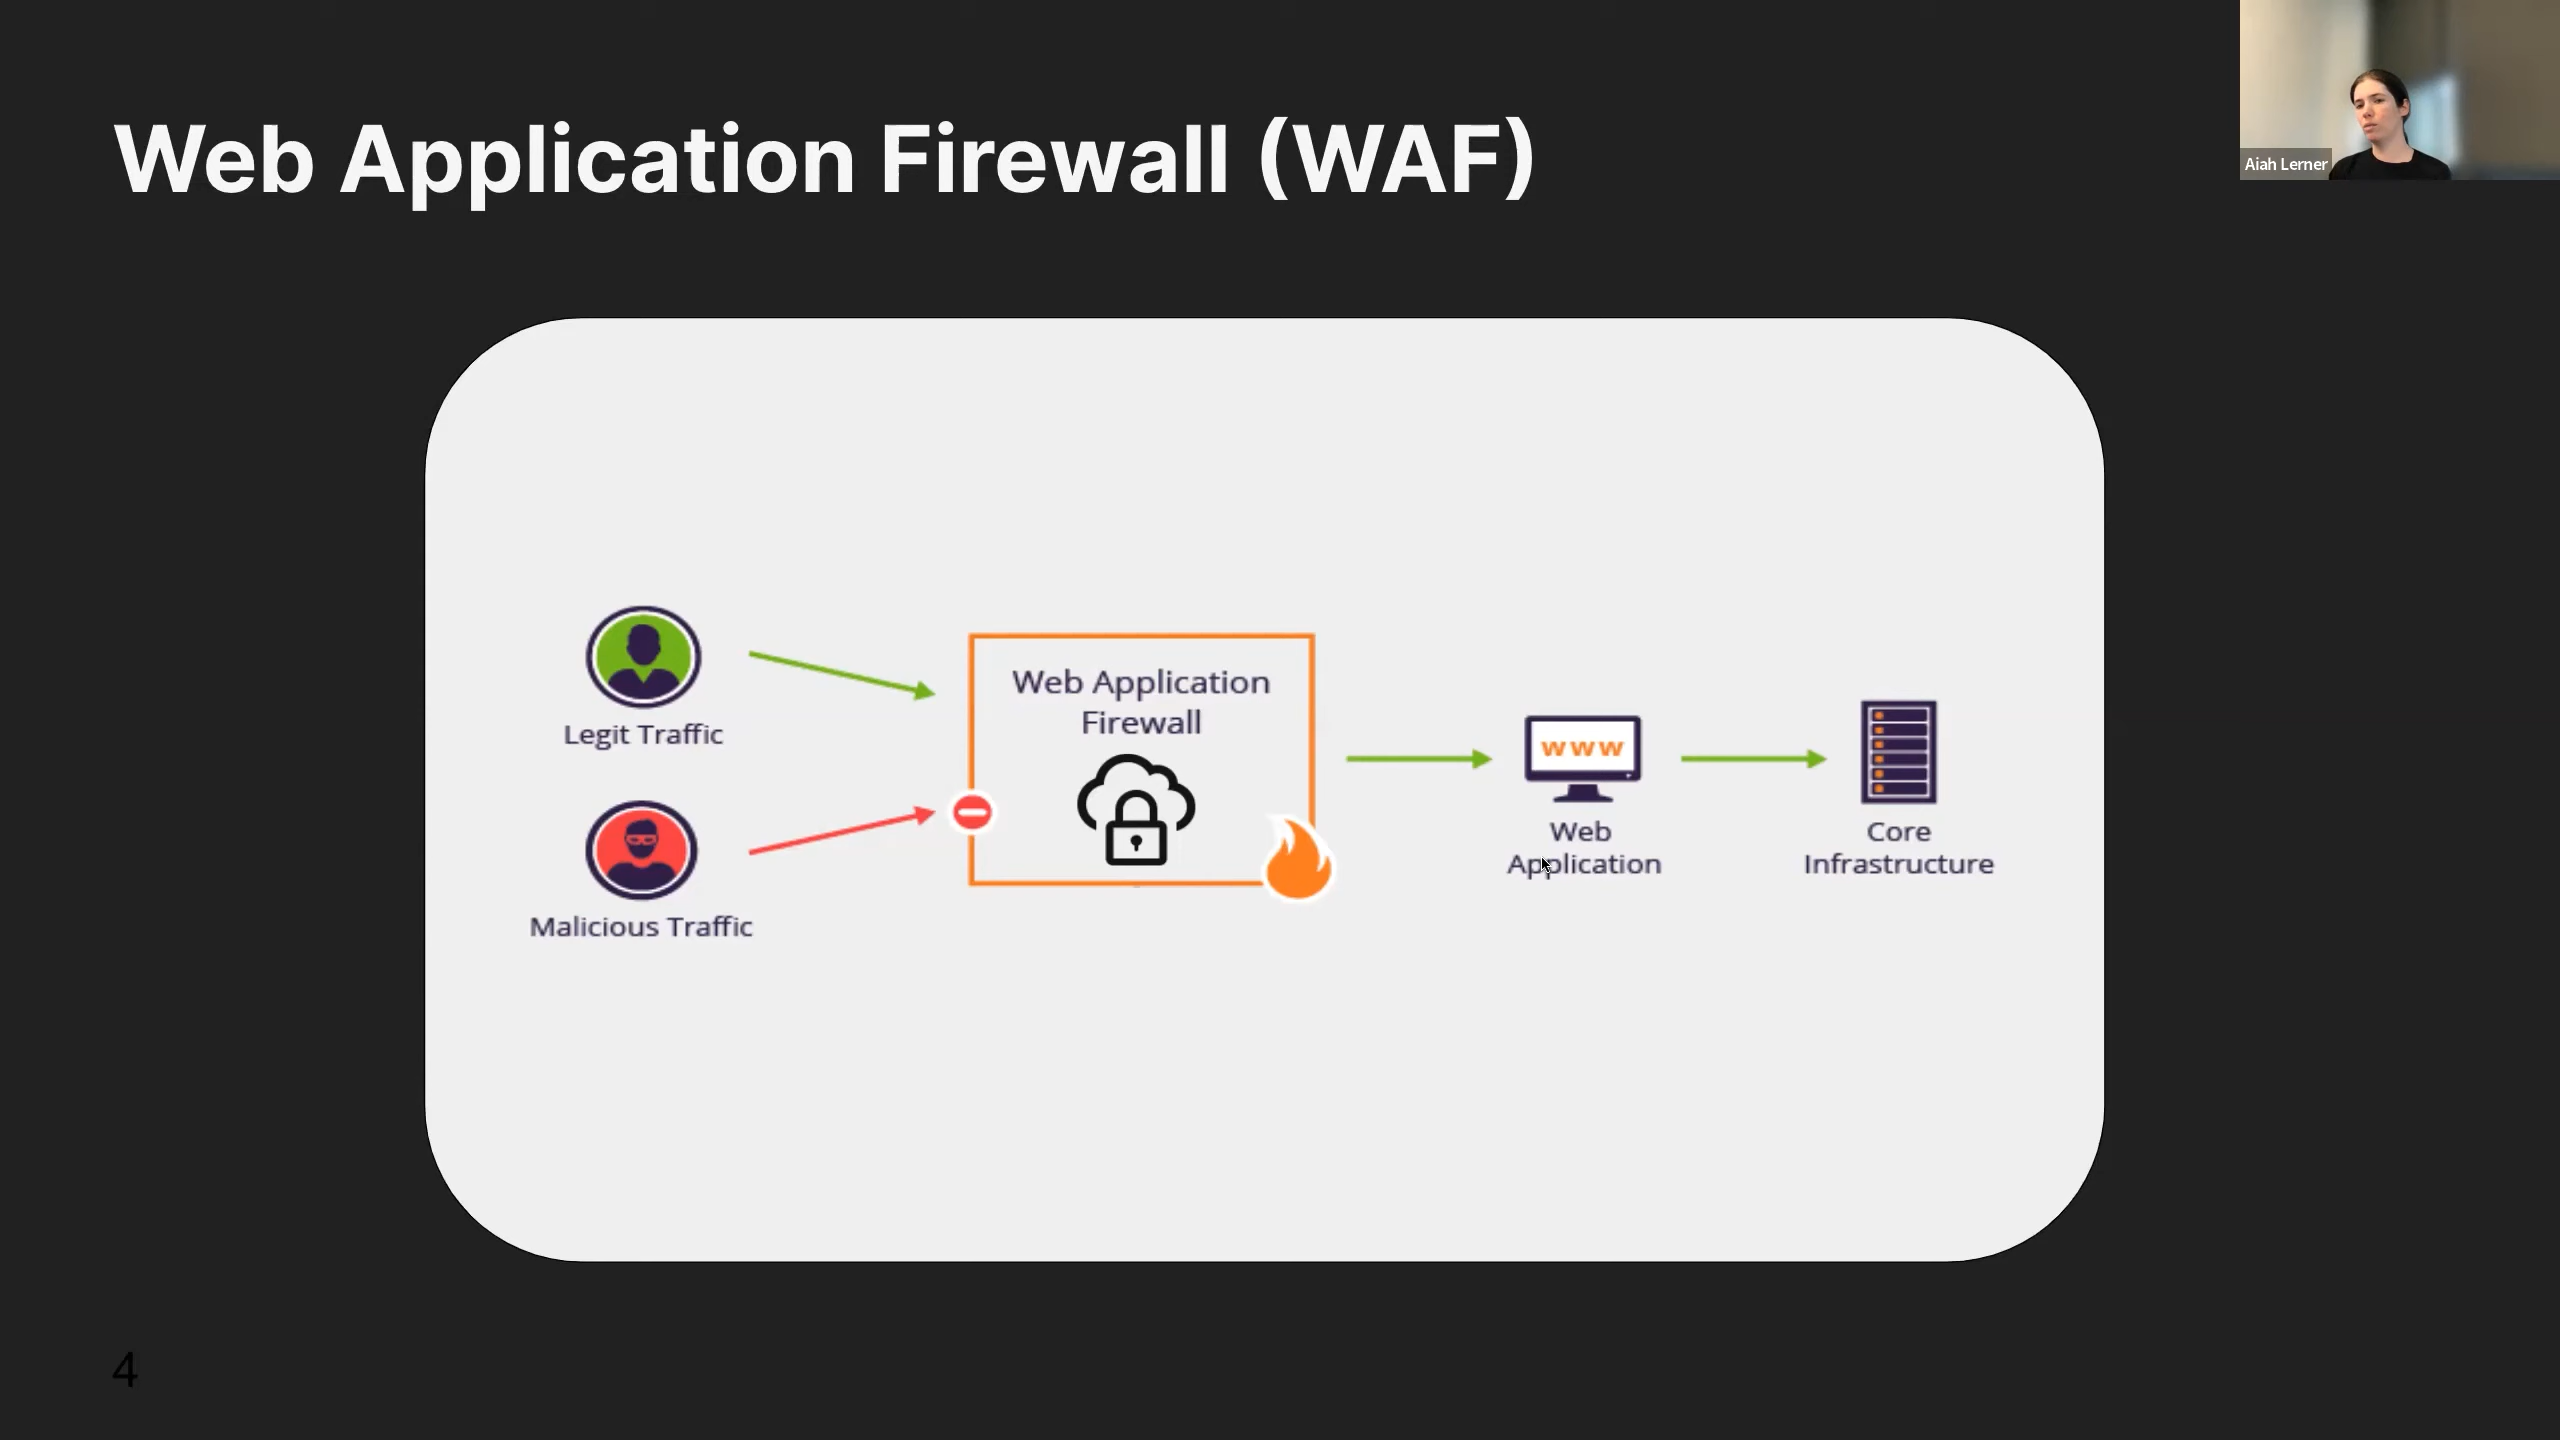 Web Application Firewall (WAF)
Aiah Lerner
Legit Traffic
Malicious Traffic
Web Application
Firewall
www
Web
Application
Core
Infrastructure
4